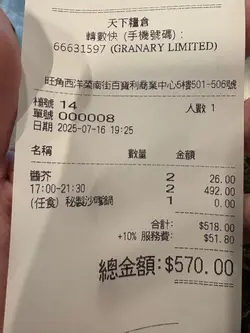 天下糧倉
轉數快 (手機號碼) :
66631597 (GRANARY LIMITED)
旺角西洋菜南街百寶利商業中心5樓501-506號
檯號 14 人數 1
單號 000008
日期 2025-07-16 19:25
名稱 數量 金額
醬芥 2 26.00
17:00-21:30 2 492.00
(任食) 秘製沙嗲鍋 1 0.00
合計: $518.00
+10% 服務費: $51.80
總金額: $570.00